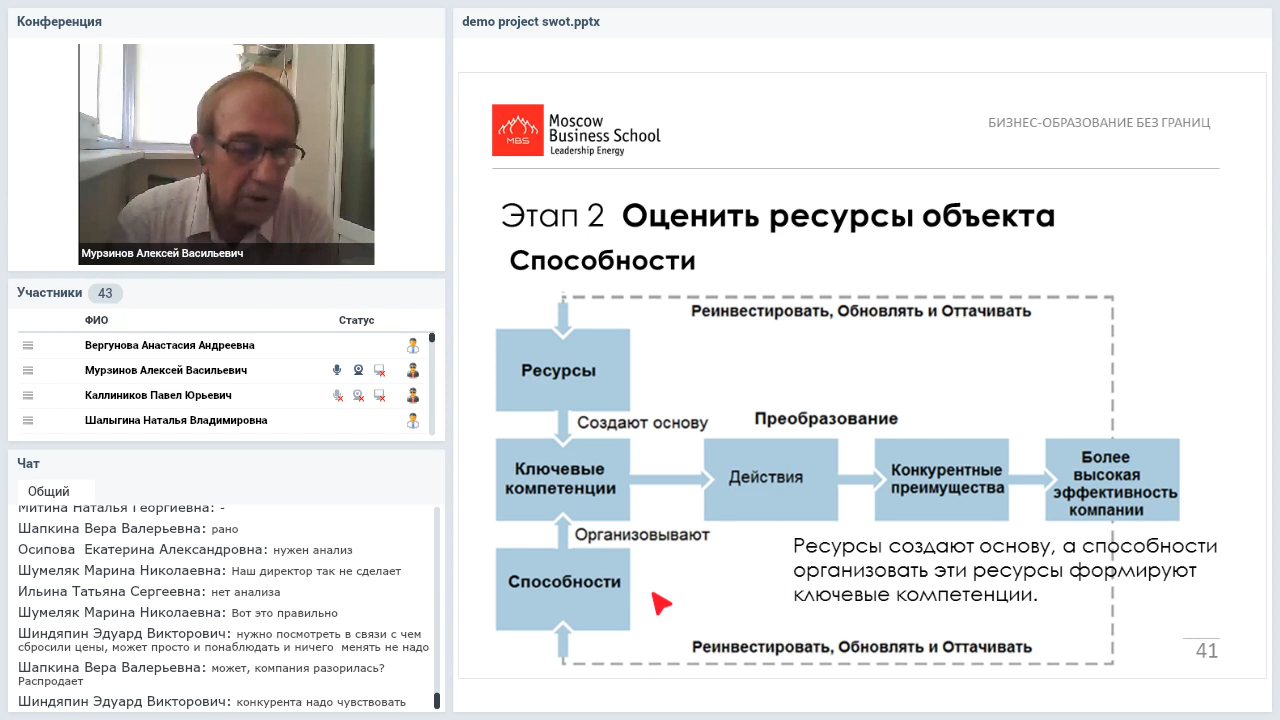 Конференция
Мурзинов Алексей Васильевич
Участники 43
ФИО Статус
Вергунова Анастасия Андреевна
Мурзинов Алексей Васильевич
Каллиников Павел Юрьевич
Шалыгина Наталья Владимировна
Чат
Общий
Митина Наталья Георгиевна: -
Шапкина Вера Валерьевна: рано
Осипова Екатерина Александровна: нужен анализ
Шумеляк Марина Николаевна: Наш директор так не сделает
Ильина Татьяна Сергеевна: нет анализа
Шумеляк Марина Николаевна: Вот это правильно
Шиндяпин Эдуард Викторович: нужно посмотреть в связи с чем
сбросили цены, может просто и понаблюдать и ничего менять не надо
Шапкина Вера Валерьевна: может, компания разорилась?
Распродает
Шиндяпин Эдуард Викторович: конкурента надо чувствовать
demo project swot.pptx
MBS
Moscow
Business School
Leadership Energy
БИЗНЕС-ОБРАЗОВАНИЕ БЕЗ ГРАНИЦ
Этап 2 Оценить ресурсы объекта
Способности
Реинвестировать, Обновлять и Оттачивать
Ресурсы
Создают основу
Преобразование
Ключевые
компетенции
Действия
Конкурентные
преимущества
Более
высокая
эффективность
компании
Организовывают
Способности
Ресурсы создают основу, а способности
организовать эти ресурсы формируют
ключевые компетенции.
Реинвестировать, Обновлять и Оттачивать
41